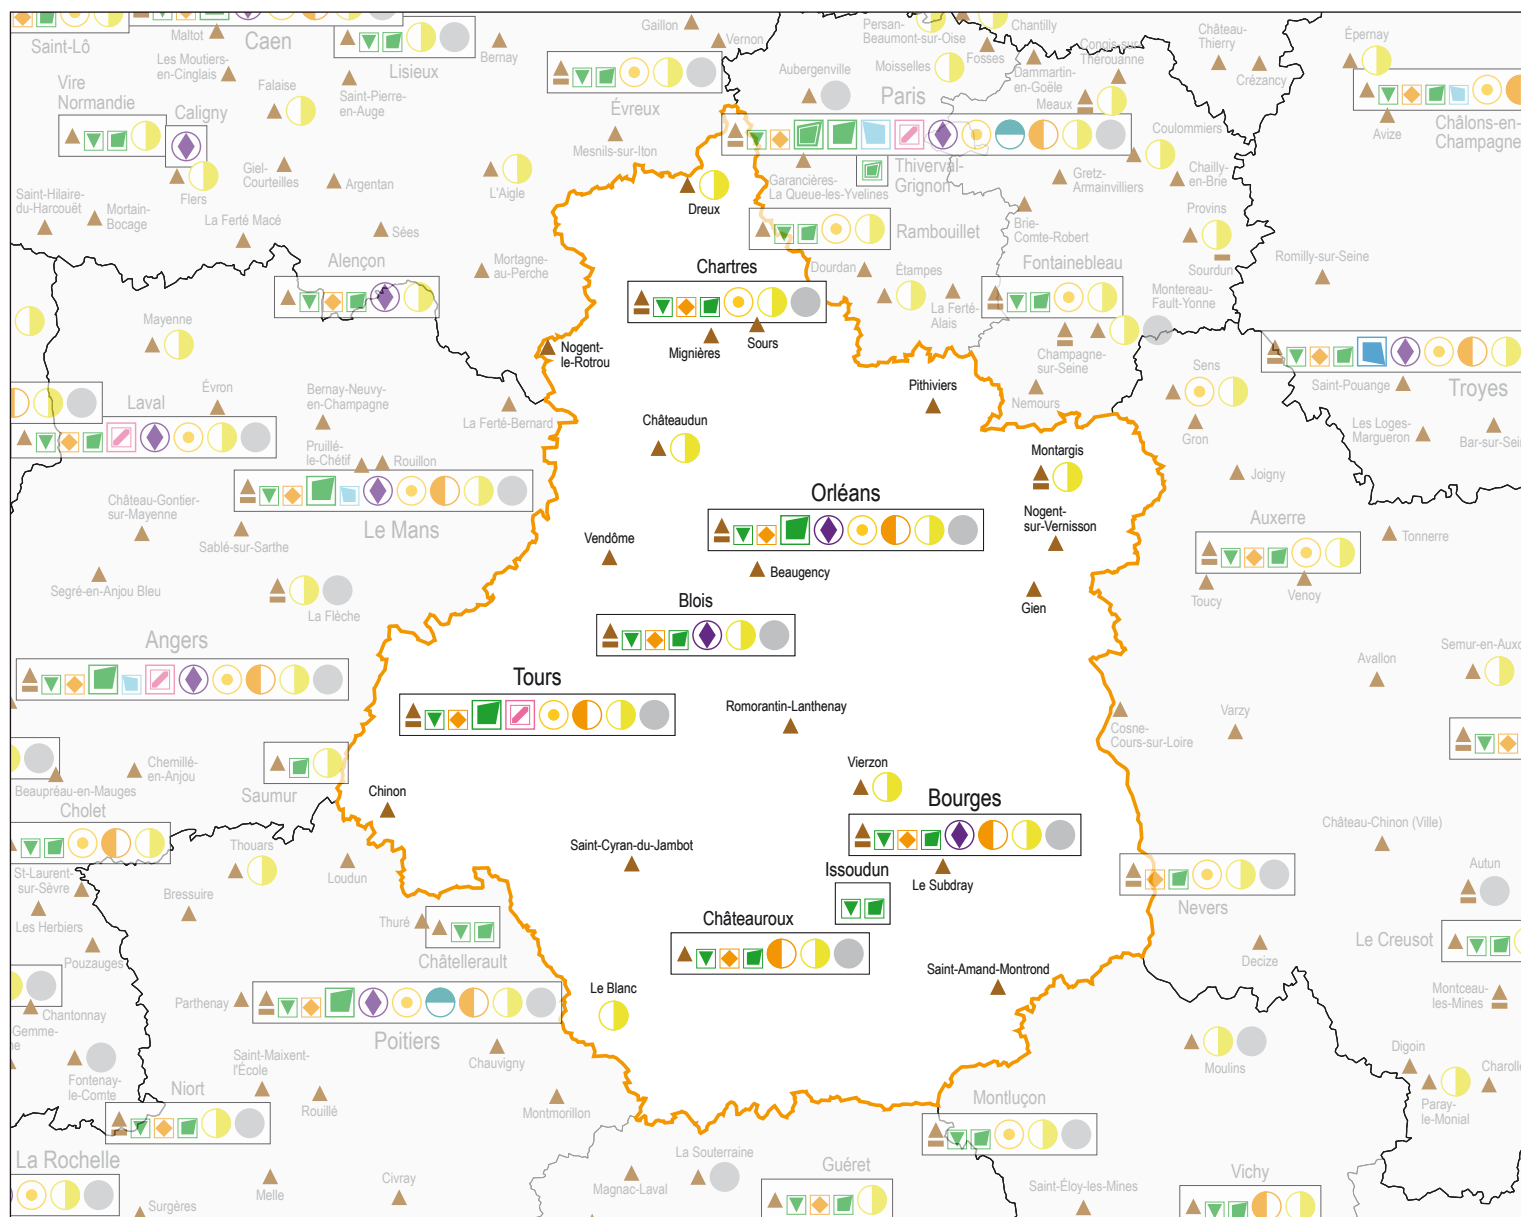 Saint-Lô
Maltot
Caen
Les Moutiers-
en-Cinglais
Lisieux
Bernay
Gaillon
Vernon
Persan-
Beaumont-sur-Oise
Chantilly
Fosses
Congis-sur-
Thérouanne
Château-
Thierry
Crézancy
Épernay
Vire
Normandie
Caligny
Falaise
Saint-Pierre-
en-Auge
Évreux
Mesnils-sur-Iton
Aubergenville
Moisselles
Paris
Dammartin-
en-Goële
Meaux
Coulommiers
Avize
Châlons-en-
Champagne
Giel-
Courteilles
Flers
Argentan
L'Aigle
Garancières-
La Queue-les-Yvelines
Thiverval-
Grignon
Gretz-
Armainvilliers
Chailly-
en-Brie
Saint-Hilaire-
du-Harcouët
Mortain-
Bocage
La Ferté Macé
Sées
Dreux
Rambouillet
Brie-
Comte-Robert
Provins
Sourdun
Romilly-sur-Seine
Alençon
Mortagne-
au-Perche
Chartres
Dourdan
Étampes
La Ferté-
Alais
Fontainebleau
Montereau-
Fault-Yonne
Mayenne
Nogent-
le-Rotrou
Mignières
Sours
Champagne-
sur-Seine
Sens
Saint-Pouange
Troyes
Évron
Laval
Bernay-Neuvy-
en-Champagne
La Ferté-Bernard
Pithiviers
Nemours
Gron
Les Loges-
Margueron
Bar-sur-Sein
Pruillé-
le-Chétif
Rouillon
Châteaudun
Montargis
Joigny
Château-Gontier-
sur-Mayenne
Sablé-sur-Sarthe
Le Mans
Orléans
Nogent-
sur-Vernisson
Auxerre
Tonnerre
Vendôme
Beaugency
Segré-en-Anjou Bleu
La Flèche
Gien
Toucy
Venoy
Angers
Blois
Semur-en-Auxo
Avallon
Tours
Romorantin-Lanthenay
Cosne-
Cours-sur-Loire
Varzy
Beaupréau-en-Mauges
Chemillé-
en-Anjou
Saumur
Chinon
Vierzon
Bourges
Cholet
Thouars
Saint-Cyran-du-Jambot
Château-Chinon (Ville)
St-Laurent-
sur-Sèvre
Bressuire
Loudun
Issoudun
Le Subdray
Nevers
Autun
Les Herbiers
Thuré
Châtellerault
Châteauroux
Pouzauges
Decize
Le Creusot
Saint-Amand-Montrond
Chantonnay
Parthenay
Le Blanc
Montceau-
les-Mines
Gemme-
Poitiers
Chauvigny
Fontenay-
le-Comte
Saint-Maixent-
l'École
Moulins
Digoin
Charolle
Niort
Rouillé
Montmorillon
Montluçon
Paray-
le-Monial
La Rochelle
Melle
Civray
La Souterraine
Magnac-Laval
Guéret
Saint-Éloy-les-Mines
Vichy
Surgères